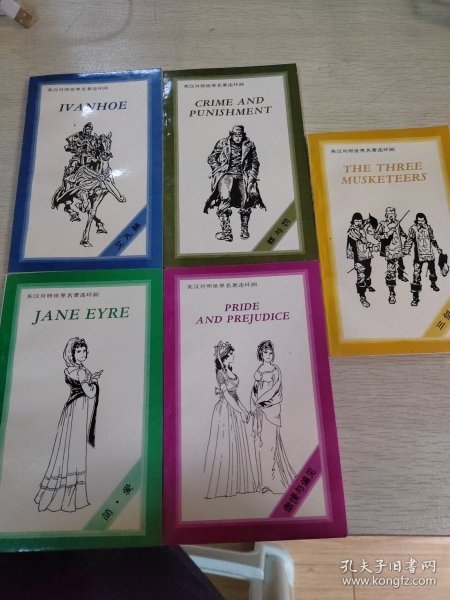 英汉对照世界名著连环画
IVANHOE
艾凡赫
英汉对照世界名著连环画
CRIME AND
PUNISHMENT
罪与罚
英汉对照世界名著连环画
THE THREE
MUSKETEERS
三
英汉对照世界名著连环画
JANE EYRE
简·爱
英汉对照世界名著连环画
PRIDE
AND PREJUDICE
傲慢与偏见
孔夫子旧书网
www.kongfz.com